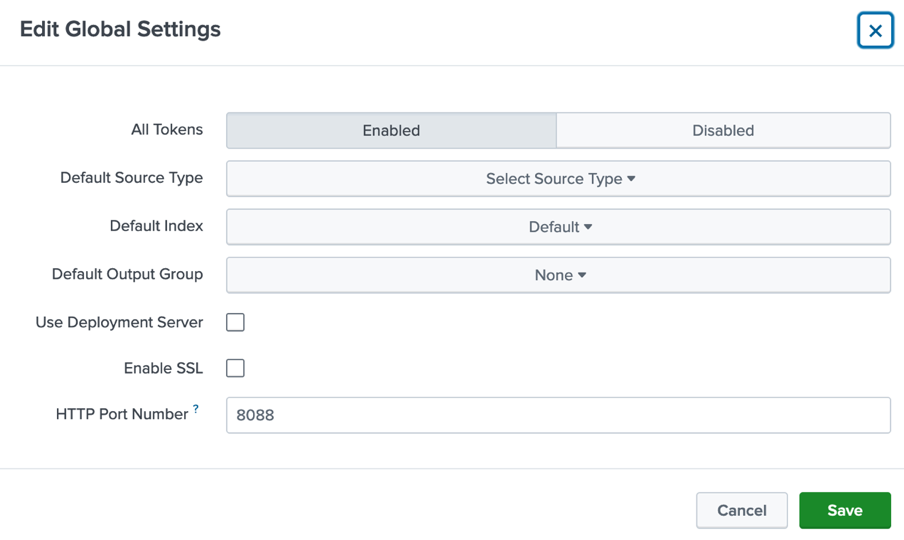 Edit Global Settings
All Tokens Enabled Disabled
Default Source Type Select Source Type
Default Index Default
Default Output Group None
Use Deployment Server
Enable SSL
HTTP Port Number ? 8088
Cancel Save